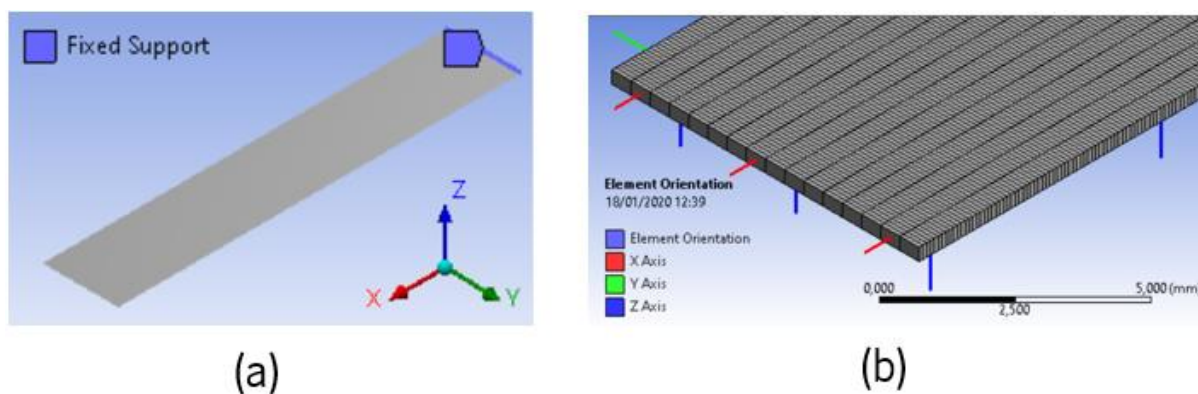 Fixed Support
Z
X
Y
(a)
Element Orientation
18/01/2020 12:39
Element Orientation
X Axis
Y Axis
Z Axis
0,000
5,000 (mm)
2,500
(b)